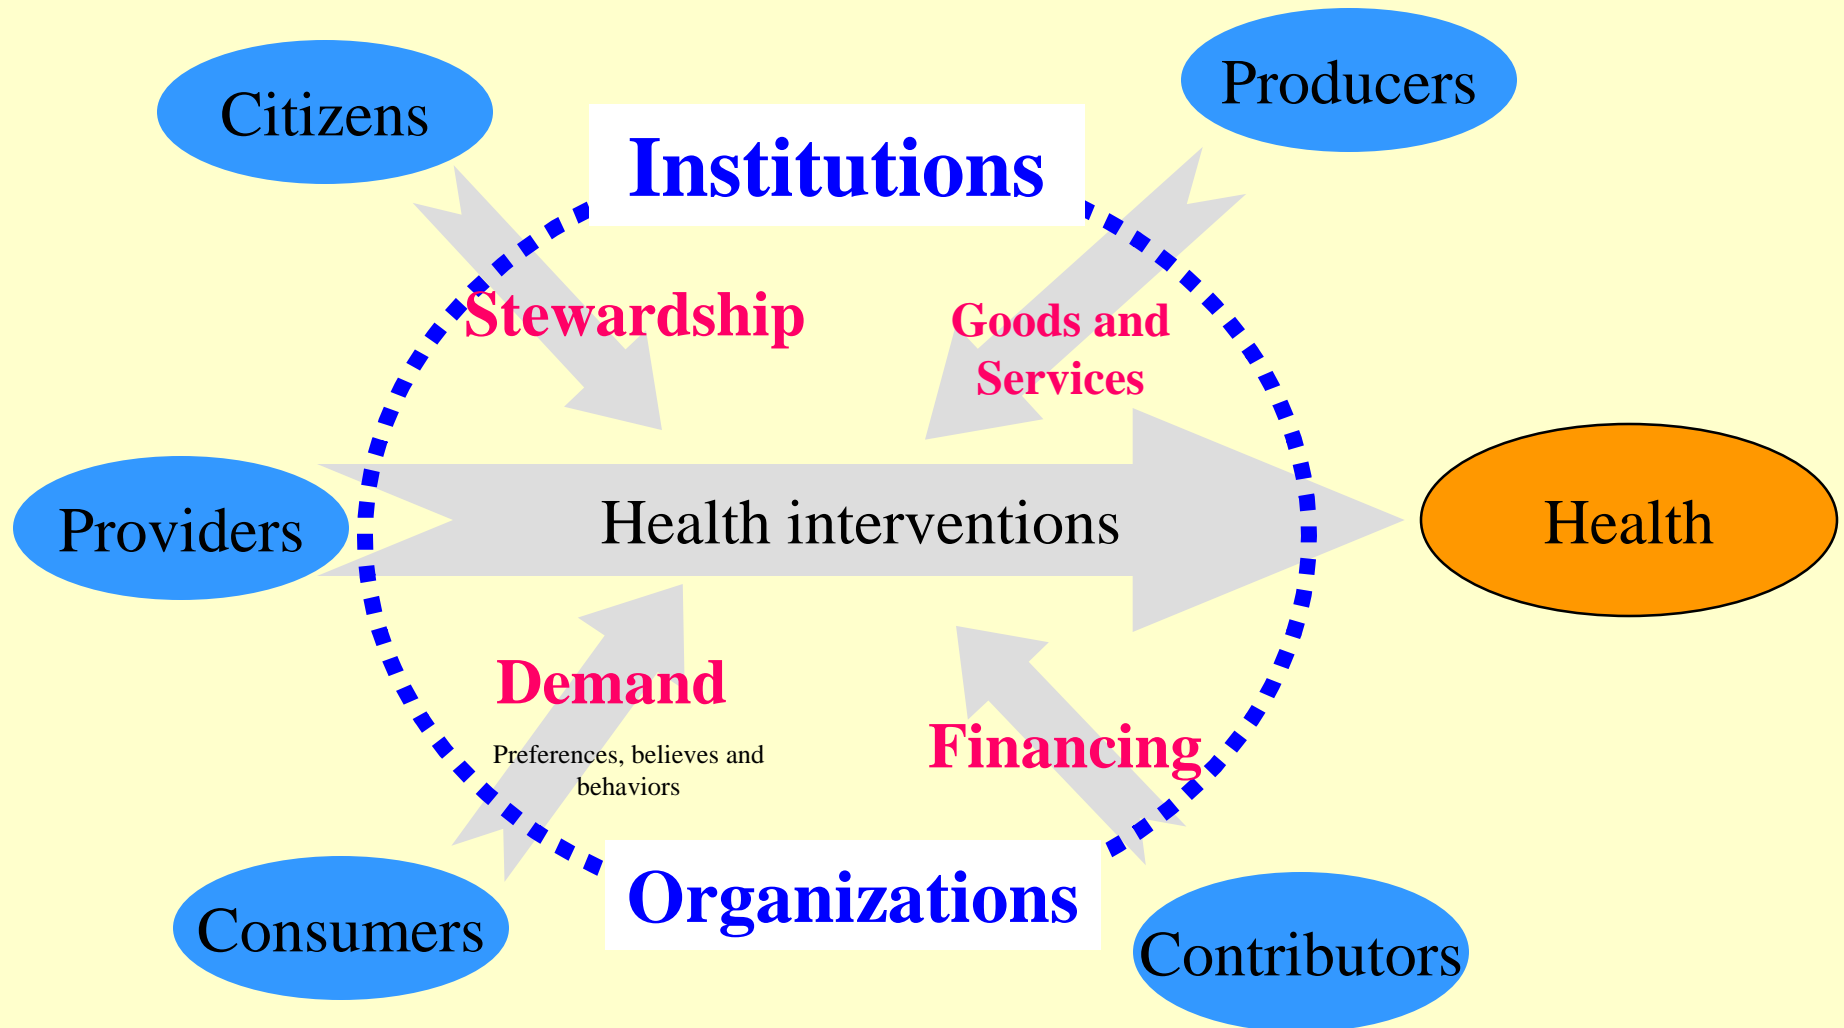 Producers
Citizens
Institutions
Stewardship
Goods and
Services
Providers
Health interventions
Health
Demand
Preferences, believes and
behaviors
Financing
Organizations
Consumers
Contributors